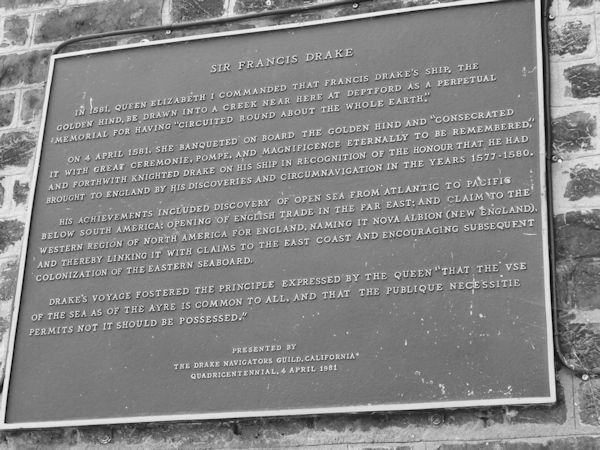 SIR FRANCIS DRAKE
IN 1581, QUEEN ELIZABETH I COMMANDED THAT FRANCIS DRAKE'S SHIP, THE
GOLDEN HIND, BE DRAWN INTO A CREEK NEAR HERE AT DEPTFORD AS A PERPETUAL
MEMORIAL FOR HAVING "CIRCUITED ROUND ABOUT THE WHOLE EARTH."
ON 4 APRIL 1581, SHE BANQUETED ON BOARD THE GOLDEN HIND AND "CONSECRATED
IT WITH GREAT CEREMONIE, POMPE, AND MAGNIFICENCE ETERNALLY TO BE REMEMBERED",
AND FORTHWITH KNIGHTED DRAKE ON HIS SHIP IN RECOGNITION OF THE HONOUR THAT HE HAD
BROUGHT TO ENGLAND BY HIS DISCOVERIES AND CIRCUMNAVIGATION IN THE YEARS 1577-1580.
HIS ACHIEVEMENTS INCLUDED DISCOVERY OF OPEN SEA FROM ATLANTIC TO PACIFIC
BELOW SOUTH AMERICA; OPENING OF ENGLISH TRADE IN THE FAR EAST; AND CLAIM TO THE
WESTERN REGION OF NORTH AMERICA FOR ENGLAND, NAMING IT NOVA ALBION (NEW ENGLAND),
AND THEREBY LINKING IT WITH CLAIMS TO THE EAST COAST AND ENCOURAGING SUBSEQUENT
COLONIZATION OF THE EASTERN SEABOARD.
DRAKE'S VOYAGE FOSTERED THE PRINCIPLE EXPRESSED BY THE QUEEN "THAT THE VSE
OF THE SEA AS OF THE AYRE IS COMMON TO ALL, AND THAT THE PUBLIQUE NECESSITIE
PERMITS NOT IT SHOULD BE POSSESSED."
PRESENTED BY
THE DRAKE NAVIGATORS GUILD, CALIFORNIA
QUADRICENTENNIAL, 4 APRIL 1981